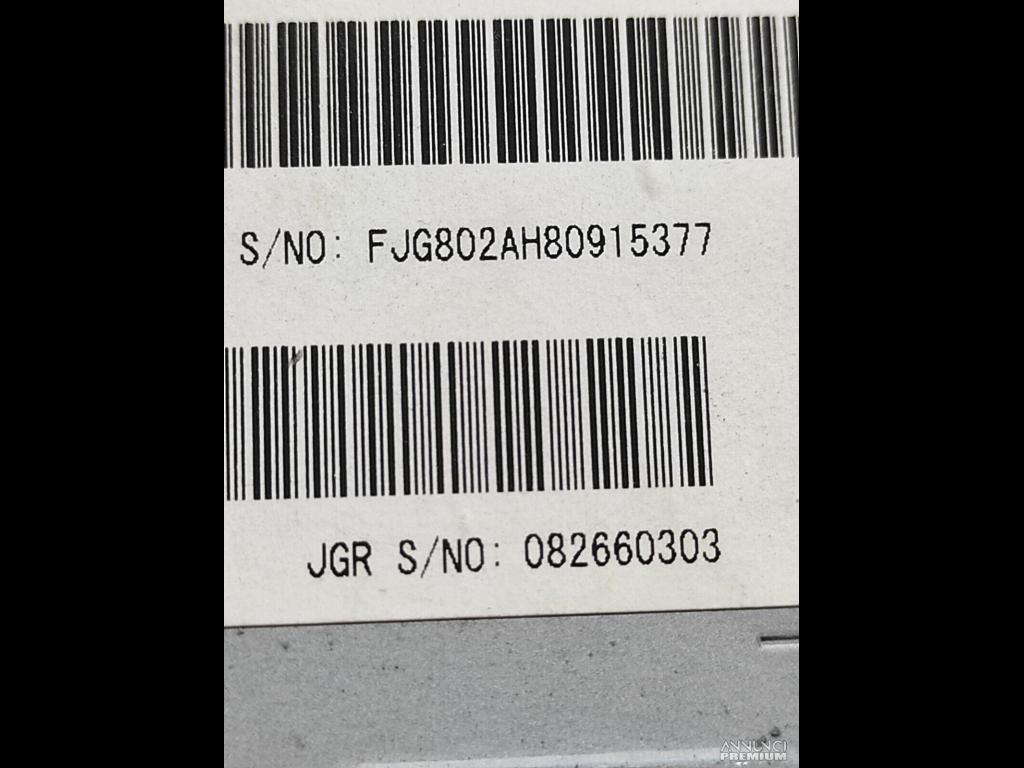 S/NO: FJG802AH80915377
JGR S/NO: 082660303
ANNUNCI
PREMIUM